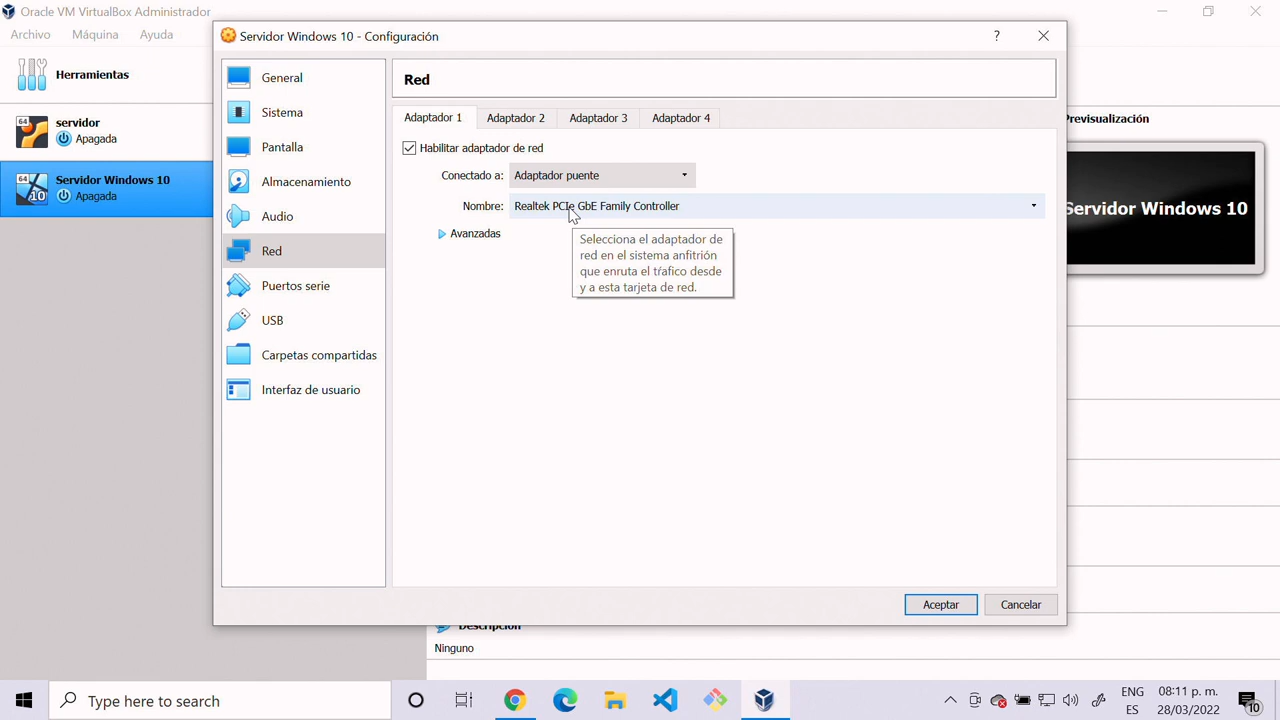 Oracle VM VirtualBox Administrador
Archivo Máquina Ayuda
Herramientas
64
servidor
Apagada
64
10
Servidor Windows 10
Apagada
Servidor Windows 10 - Configuración
?
General
Sistema
Pantalla
Almacenamiento
Audio
Red
Puertos serie
USB
Carpetas compartidas
Interfaz de usuario
Red
Adaptador 1 Adaptador 2 Adaptador 3 Adaptador 4
Habilitar adaptador de red
Conectado a: Adaptador puente
Nombre: Realtek PCIe GbE Family Controller
Avanzadas
Selecciona el adaptador de
red en el sistema anfitrión
que enruta el tráfico desde
y a esta tarjeta de red.
Aceptar Cancelar
Previsualización
Servidor Windows 10
Descripción
Ninguno
Type here to search
ENG
ES
08:11 p. m.
28/03/2022
10